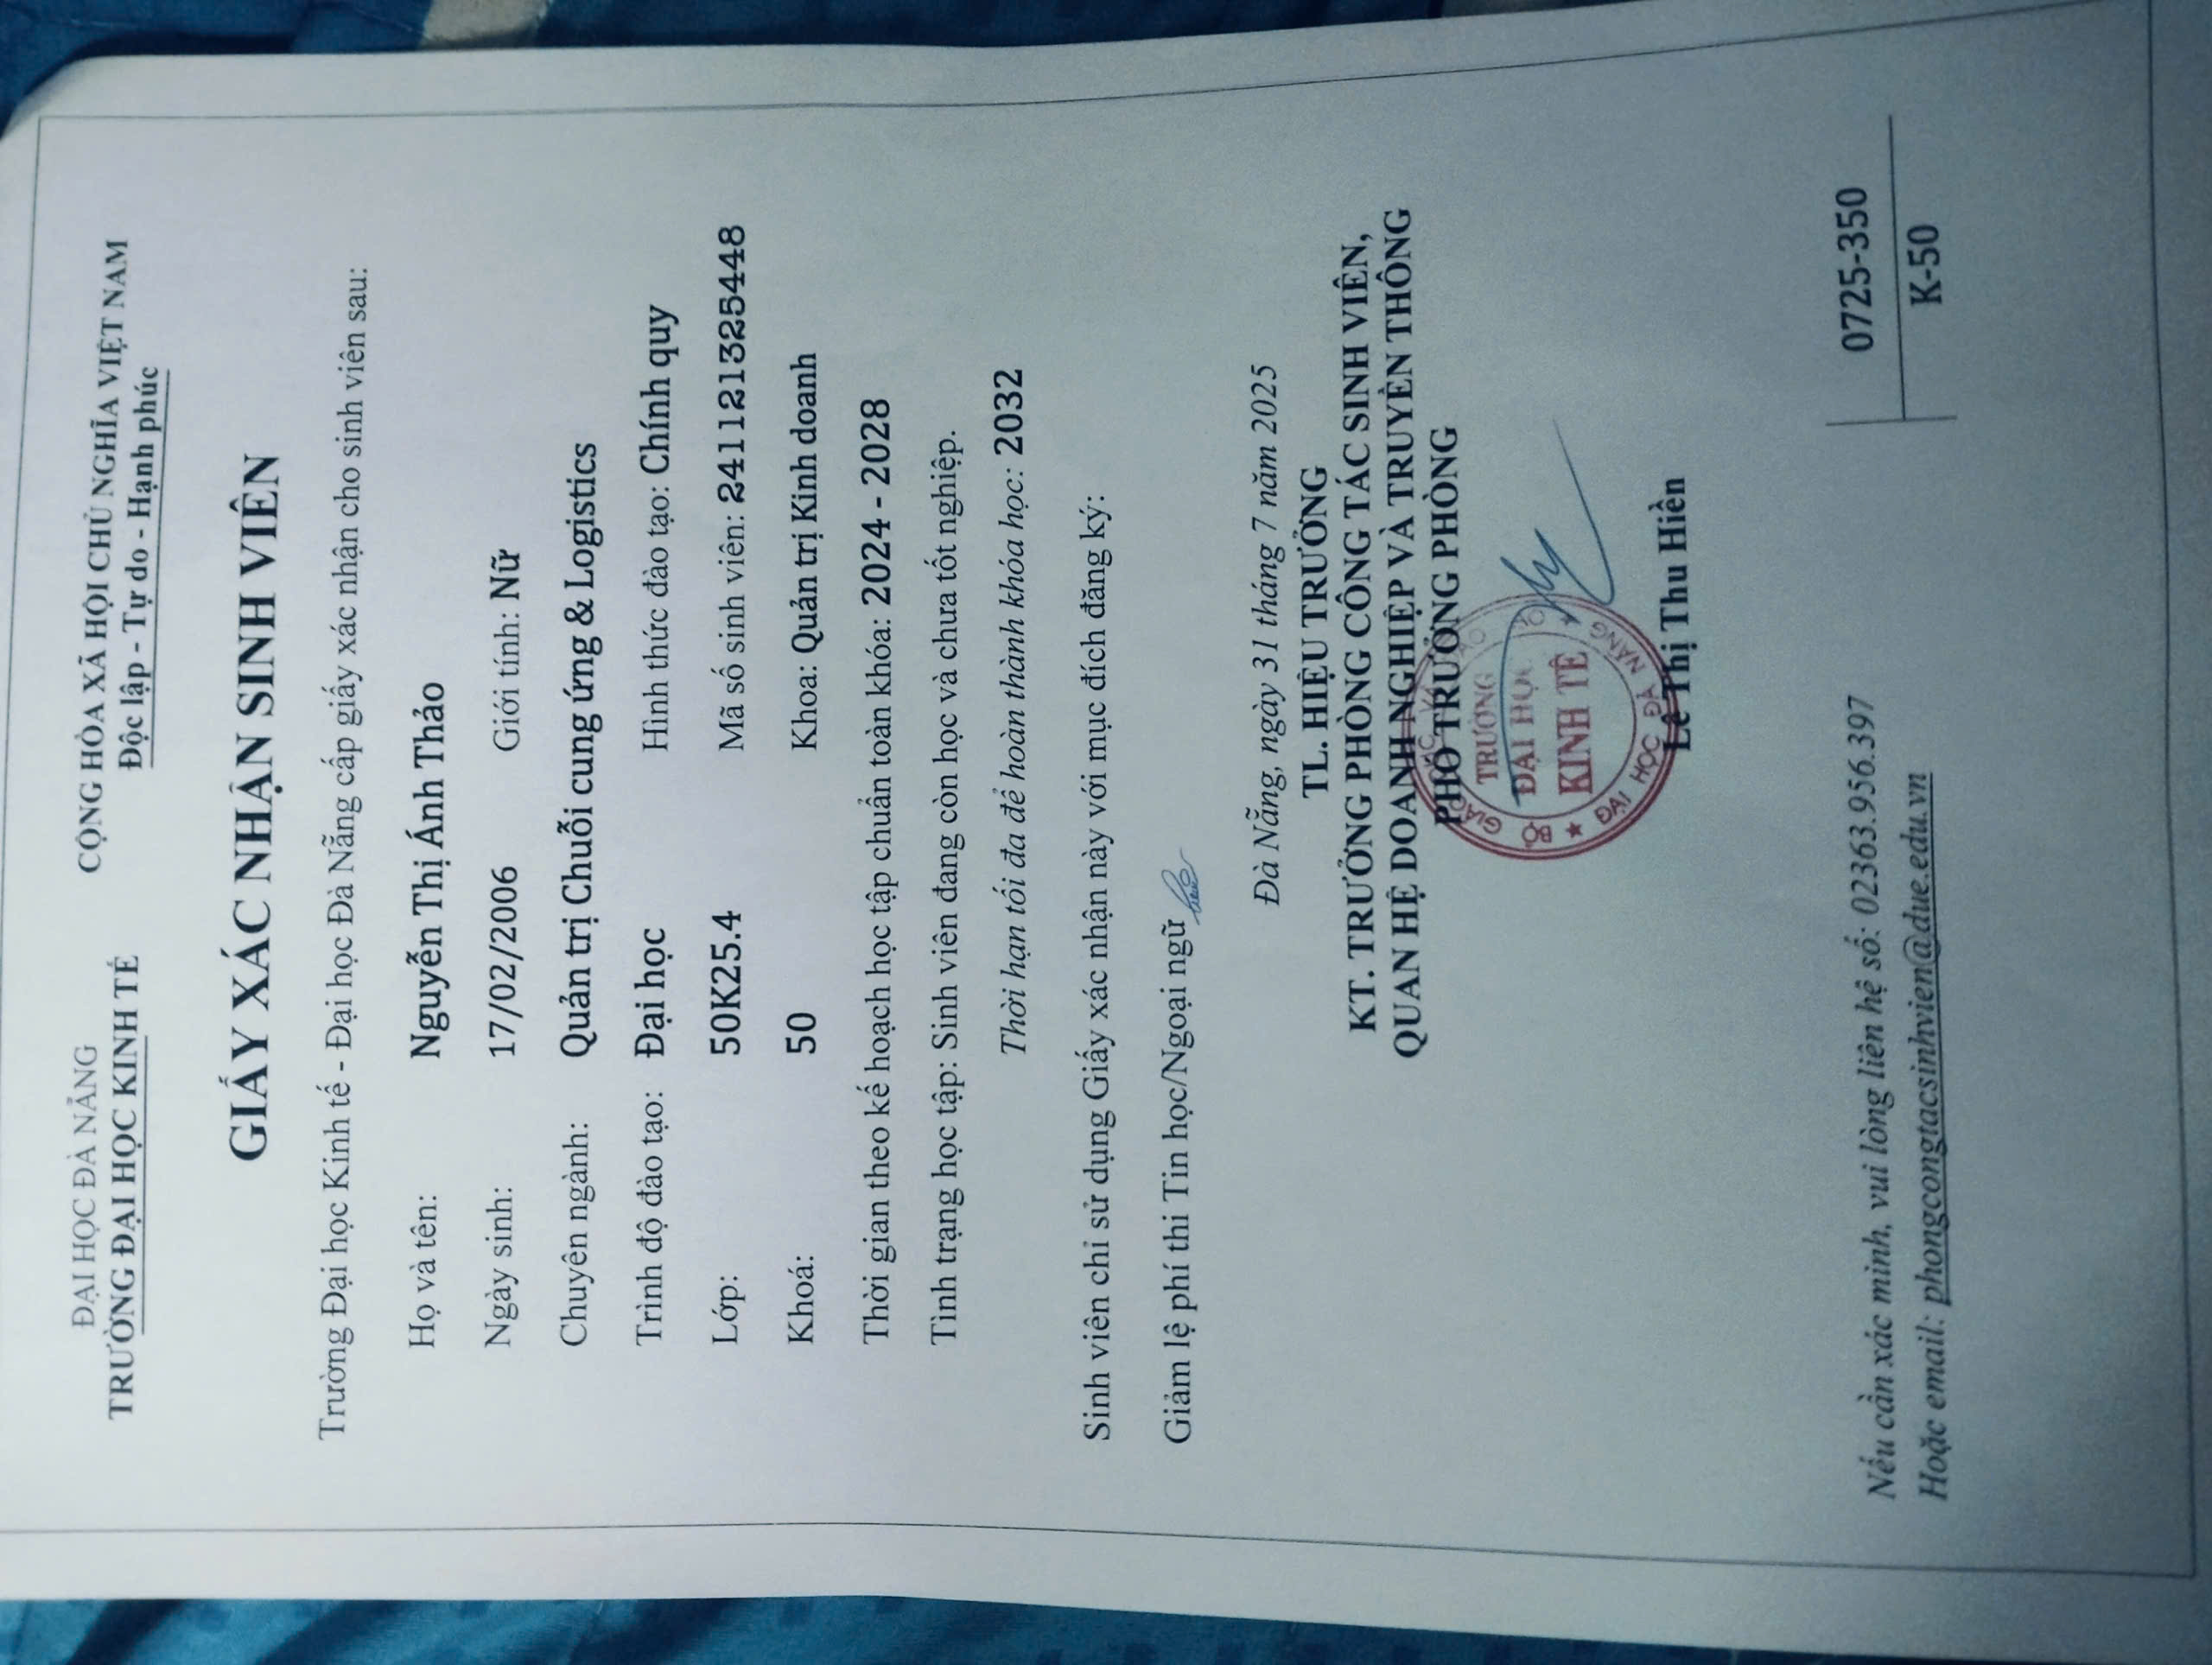 ĐẠI HỌC ĐÀ NẴNG
TRƯỜNG ĐẠI HỌC KINH TẾ
CỘNG HÒA XÃ HỘI CHỦ NGHĨA VIỆT NAM
Độc lập - Tự do - Hạnh phúc
GIẤY XÁC NHẬN SINH VIÊN
Trường Đại học Kinh tế - Đại học Đà Nẵng cấp giấy xác nhận cho sinh viên sau:
Họ và tên: Nguyễn Thị Ánh Thảo
Ngày sinh: 17/02/2006 Giới tính: Nữ
Chuyên ngành: Quản trị Chuỗi cung ứng & Logistics
Trình độ đào tạo: Đại học Hình thức đào tạo: Chính quy
Lớp: 50K25.4 Mã số sinh viên: 241121325448
Khoá: 50 Khoa: Quản trị Kinh doanh
Thời gian theo kế hoạch học tập chuẩn toàn khóa: 2024 - 2028
Tình trạng học tập: Sinh viên đang còn học và chưa tốt nghiệp.
Thời hạn tối đa để hoàn thành khóa học: 2032
Sinh viên chỉ sử dụng Giấy xác nhận này với mục đích đăng ký:
Giảm lệ phí thi Tin học/Ngoại ngữ
Đà Nẵng, ngày 31 tháng 7 năm 2025
TL. HIỆU TRƯỞNG
KT. TRƯỞNG PHÒNG CÔNG TÁC SINH VIÊN,
QUAN HỆ DOANH NGHIỆP VÀ TRUYỀN THÔNG
PHÓ TRƯỞNG PHÒNG
TRƯỜNG
ĐẠI HỌC
KINH TẾ
ĐẠI HỌC ĐÀ NẴNG
Lê Thị Thu Hiền
Nếu cần xác minh, vui lòng liên hệ số: 02363.956.397
Hoặc email: phongcongtacsinhvien@due.edu.vn
0725-350
K-50